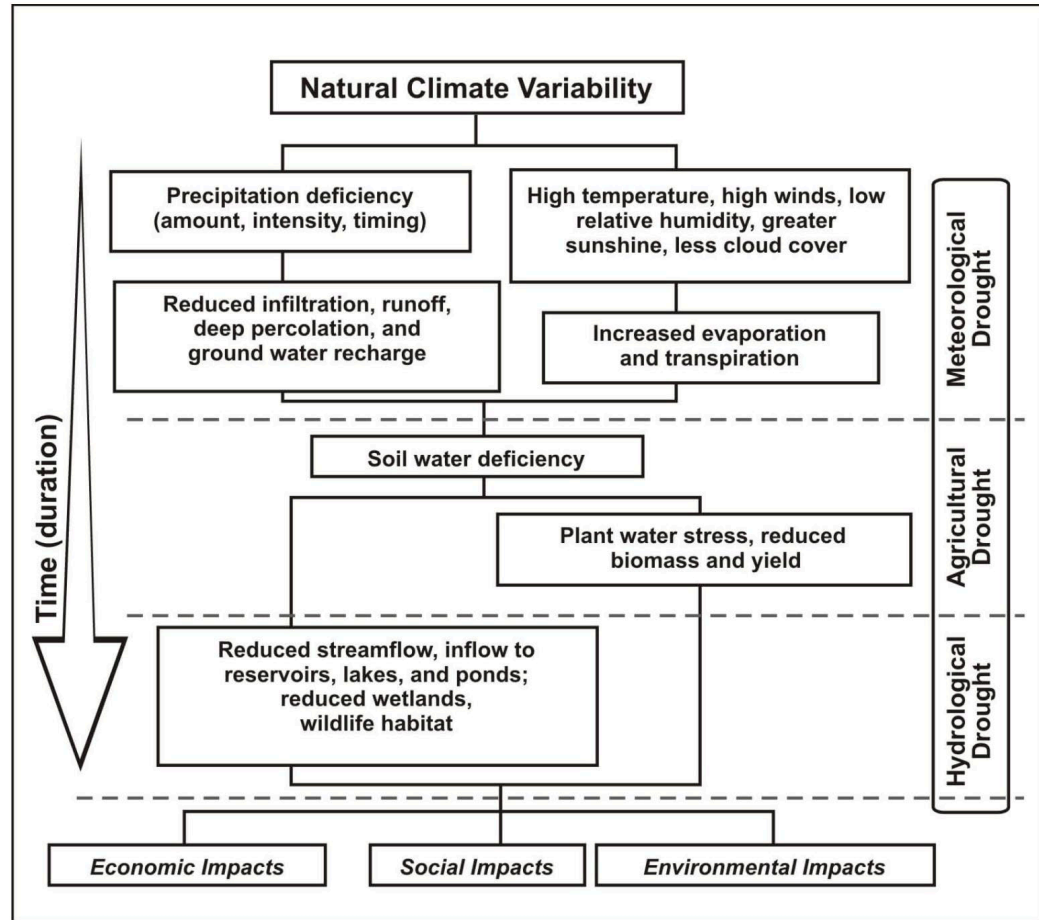 Natural Climate Variability
Precipitation deficiency
(amount, intensity, timing)
High temperature, high winds, low
relative humidity, greater
sunshine, less cloud cover
Reduced infiltration, runoff,
deep percolation, and
ground water recharge
Increased evaporation
and transpiration
Meteorological
Drought
Time (duration)
Soil water deficiency
Plant water stress, reduced
biomass and yield
Agricultural
Drought
Reduced streamflow, inflow to
reservoirs, lakes, and ponds;
reduced wetlands,
wildlife habitat
Hydrological
Drought
Economic Impacts
Social Impacts
Environmental Impacts